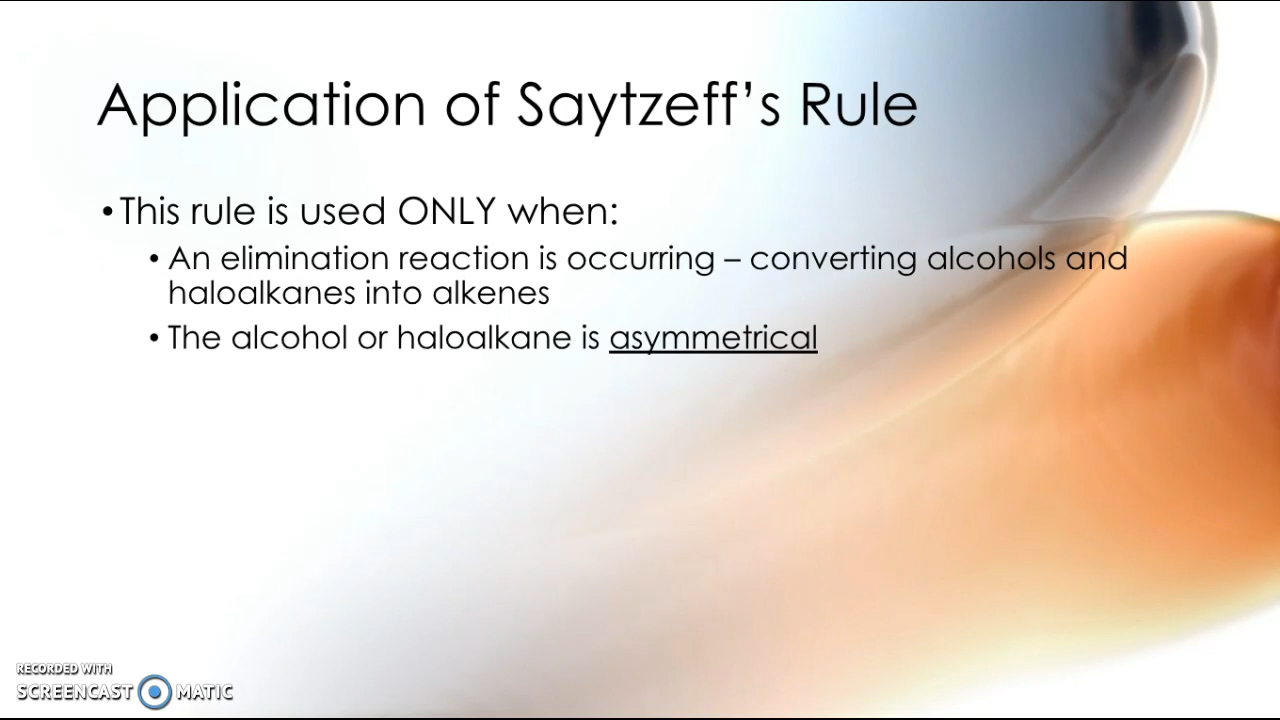 Application of Saytzeff’s Rule
•This rule is used ONLY when:
• An elimination reaction is occurring – converting alcohols and
haloalkanes into alkenes
• The alcohol or haloalkane is asymmetrical
RECORDED WITH
SCREENCAST MATIC